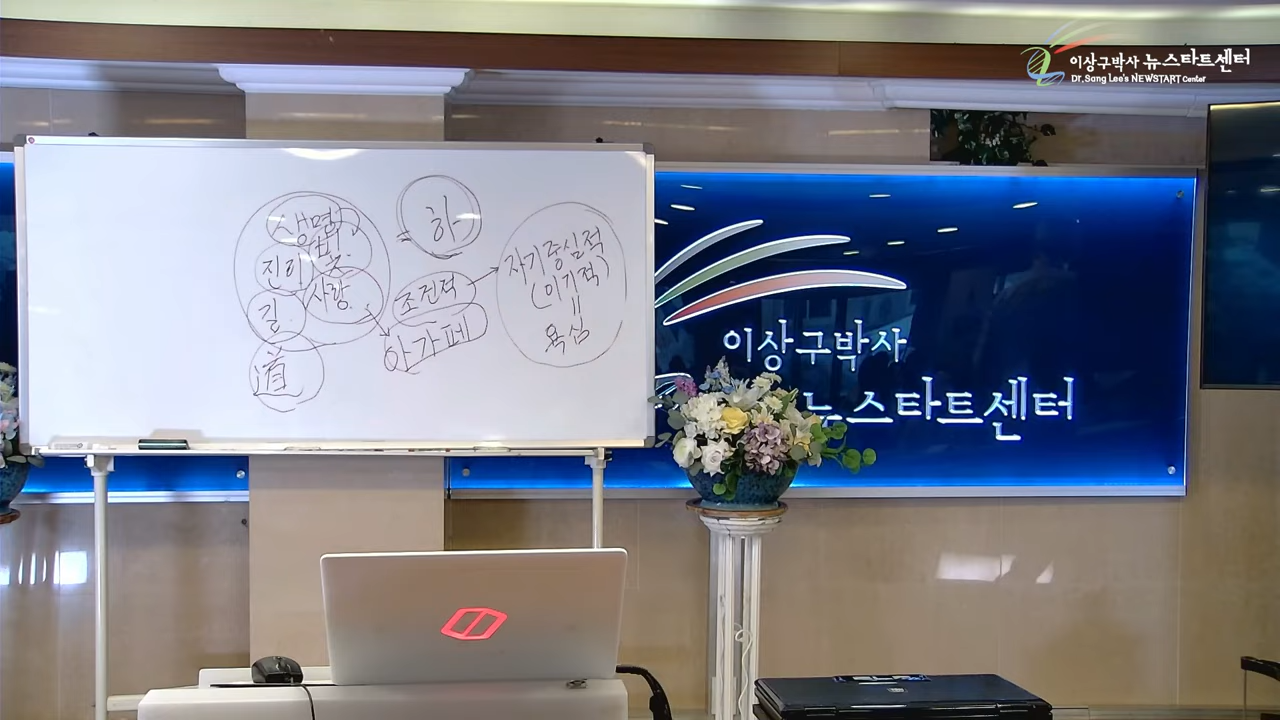 이상구박사 뉴스타트센터
Dr. Sang Lee's NEWSTART Center
생명
진리
사랑
길
道
= 하
조건적
아가페
자기중심적
(이기적)
=
욕심
이상구박사
뉴스타트센터